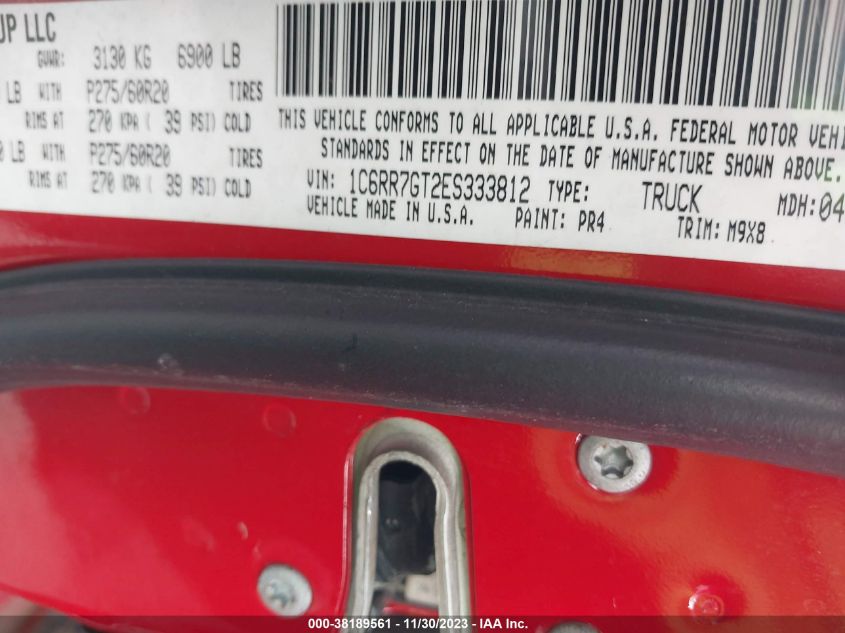 UP LLC
GVWR: 3130 KG 6900 LB
LB WITH P275/60R20 TIRES
RIMS AT 270 KPA ( 39 PSI) COLD
LB WITH P275/60R20 TIRES
RIMS AT 270 KPA ( 39 PSI) COLD
THIS VEHICLE CONFORMS TO ALL APPLICABLE U.S.A. FEDERAL MOTOR VEHI
STANDARDS IN EFFECT ON THE DATE OF MANUFACTURE SHOWN ABOVE.
VIN: 1C6RR7GT2ES333812 TYPE: TRUCK MDH:04
VEHICLE MADE IN U.S.A. PAINT: PR4 TRIM: M9X8
000-38189561 - 11/30/2023 - IAA Inc.